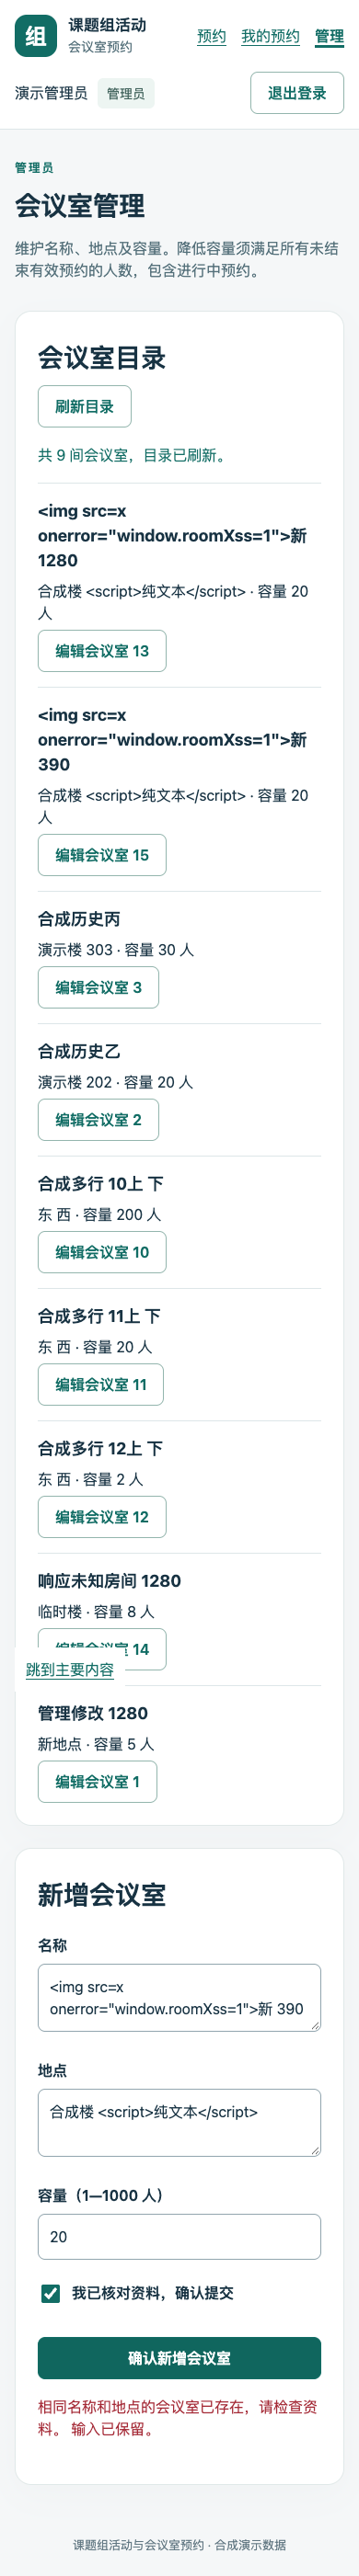 组
课题组活动
会议室预约
预约 我的预约 管理
演示管理员 管理员 退出登录
管理员
会议室管理
维护名称、地点及容量。降低容量须满足所有未结
束有效预约的人数，包含进行中预约。
会议室目录
刷新目录
共 9 间会议室，目录已刷新。
<img src=x
onerror="window.roomXss=1">新
1280
合成楼 <script>纯文本</script> · 容量 20
人
编辑会议室 13
<img src=x
onerror="window.roomXss=1">新
390
合成楼 <script>纯文本</script> · 容量 20
人
编辑会议室 15
合成历史丙
演示楼 303 · 容量 30 人
编辑会议室 3
合成历史乙
演示楼 202 · 容量 20 人
编辑会议室 2
合成多行 10上 下
东 西 · 容量 200 人
编辑会议室 10
合成多行 11上 下
东 西 · 容量 20 人
编辑会议室 11
合成多行 12上 下
东 西 · 容量 2 人
编辑会议室 12
响应未知房间 1280
临时楼 · 容量 8 人
编辑会议室 14
跳到主要内容
管理修改 1280
新地点 · 容量 5 人
编辑会议室 1
新增会议室
名称
<img src=x
onerror="window.roomXss=1">新 390
地点
合成楼 <script>纯文本</script>
容量（1—1000 人）
20
我已核对资料，确认提交
确认新增会议室
相同名称和地点的会议室已存在，请检查资
料。 输入已保留。
课题组活动与会议室预约 · 合成演示数据